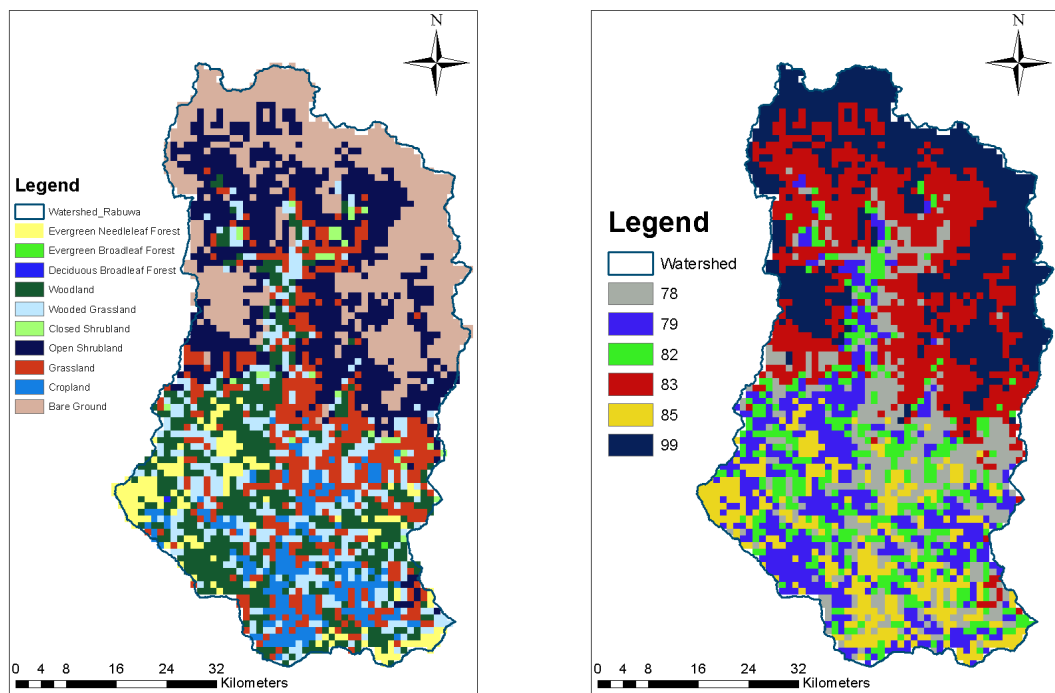 N
Legend
Watershed_Rabuwa
Evergreen Needleleaf Forest
Evergreen Broadleaf Forest
Deciduous Broadleaf Forest
Woodland
Wooded Grassland
Closed Shrubland
Open Shrubland
Grassland
Cropland
Bare Ground
0 4 8 16 24 32
Kilometers
N
Legend
Watershed
78
79
82
83
85
99
0 4 8 16 24 32
Kilometers